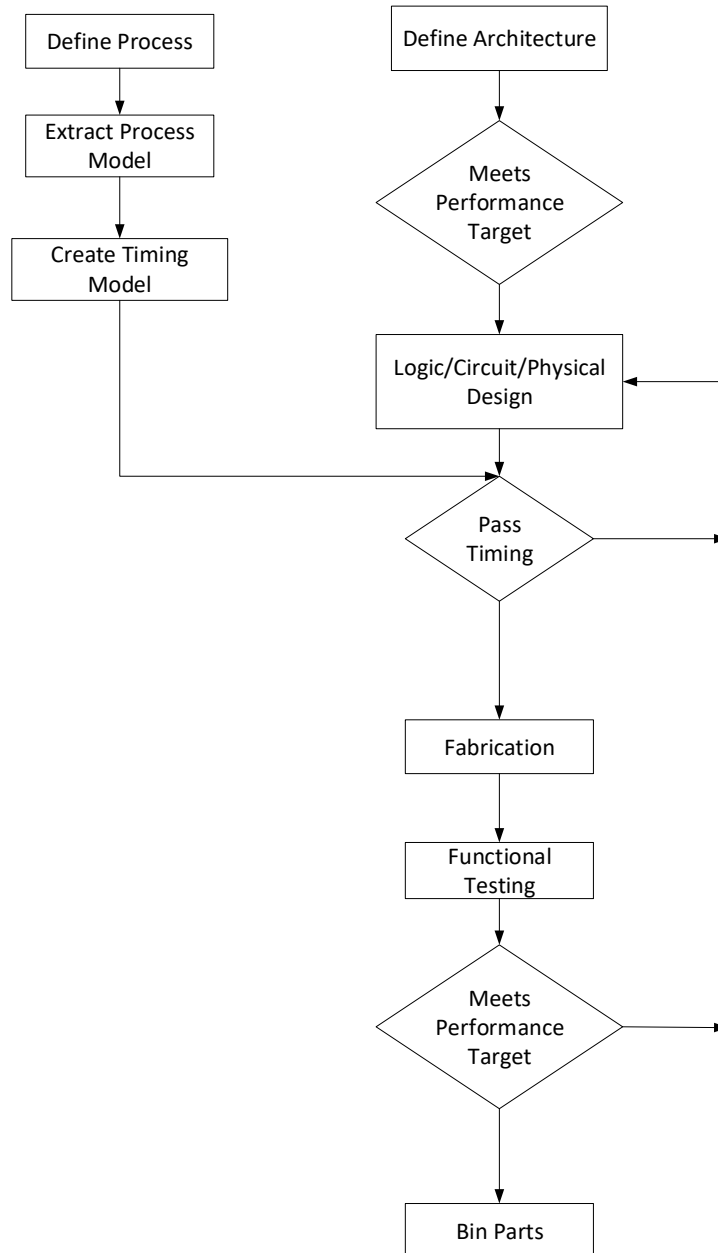 Define Process
Extract Process
Model
Create Timing
Model
Define Architecture
Meets
Performance
Target
Logic/Circuit/Physical
Design
Pass
Timing
Fabrication
Functional
Testing
Meets
Performance
Target
Bin Parts